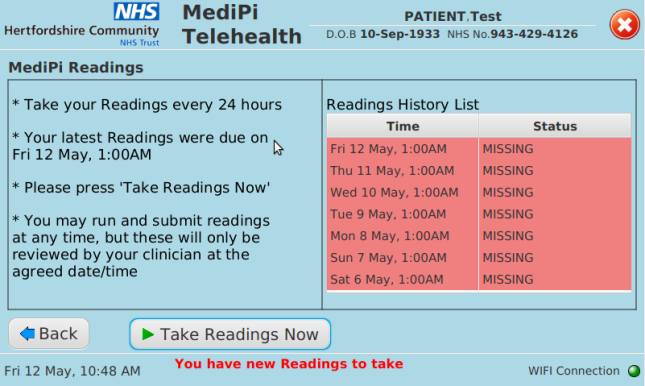 NHS
Hertfordshire Community
NHS Trust
MediPi
Telehealth
PATIENT.Test
D.O.B 10-Sep-1933 NHS No.943-429-4126
MediPi Readings
* Take your Readings every 24 hours
* Your latest Readings were due on
Fri 12 May, 1:00AM
* Please press 'Take Readings Now'
* You may run and submit readings
at any time, but these will only be
reviewed by your clinician at the
agreed date/time
Readings History List
Time Status
Fri 12 May, 1:00AM MISSING
Thu 11 May, 1:00AM MISSING
Wed 10 May, 1:00AM MISSING
Tue 9 May, 1:00AM MISSING
Mon 8 May, 1:00AM MISSING
Sun 7 May, 1:00AM MISSING
Sat 6 May, 1:00AM MISSING
Back
Take Readings Now
Fri 12 May, 10:48 AM
You have new Readings to take
WIFI Connection